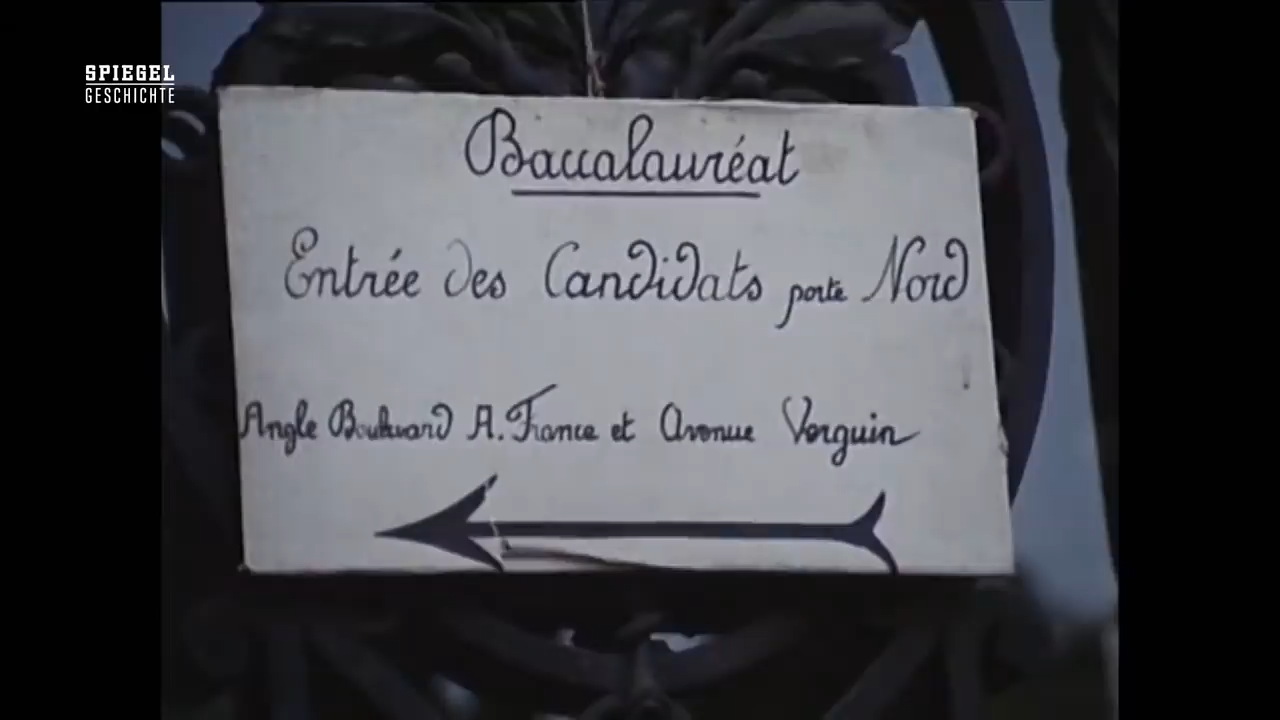 SPIEGEL
GESCHICHTE
Baccalauréat
Entrée des Candidats porte Nord
Angle Boulevard A. France et Avenue Verguin